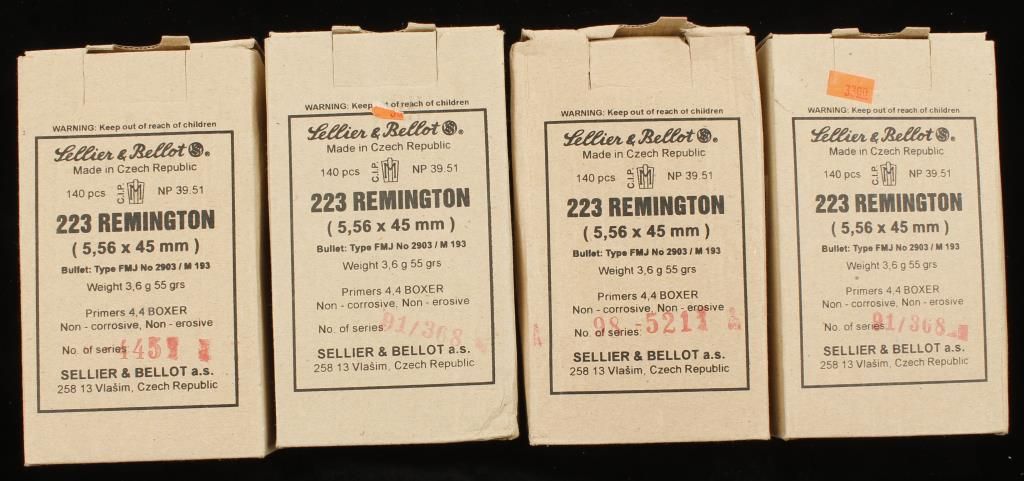 WARNING: Keep out of reach of children
Sellier & Bellot SB®.
Made in Czech Republic
140 pcs C.I.P. NP 39.51
223 REMINGTON
( 5,56 x 45 mm )
Bullet: Type FMJ No 2903 / M 193
Weight 3,6 g 55 grs
Primers 4,4 BOXER
Non - corrosive, Non - erosive
No. of series:
SELLIER & BELLOT a.s.
258 13 Vlašim, Czech Republic
WARNING: Keep out of reach of children
Sellier & Bellot SB®.
Made in Czech Republic
140 pcs C.I.P. NP 39.51
223 REMINGTON
( 5,56 x 45 mm )
Bullet: Type FMJ No 2903 / M 193
Weight 3,6 g 55 grs
Primers 4,4 BOXER
Non - corrosive, Non - erosive
No. of series: 91/368
SELLIER & BELLOT a.s.
258 13 Vlašim, Czech Republic
WARNING: Keep out of reach of children
Sellier & Bellot SB®.
Made in Czech Republic
140 pcs C.I.P. NP 39.51
223 REMINGTON
( 5,56 x 45 mm )
Bullet: Type FMJ No 2903 / M 193
Weight 3,6 g 55 grs
Primers 4,4 BOXER
Non - corrosive, Non - erosive
No. of series:
SELLIER & BELLOT a.s.
258 13 Vlašim, Czech Republic
WARNING: Keep out of reach of children
Sellier & Bellot SB®.
Made in Czech Republic
140 pcs C.I.P. NP 39.51
223 REMINGTON
( 5,56 x 45 mm )
Bullet: Type FMJ No 2903 / M 193
Weight 3,6 g 55 grs
Primers 4,4 BOXER
Non - corrosive, Non - erosive
No. of series: 91/368
SELLIER & BELLOT a.s.
258 13 Vlašim, Czech Republic